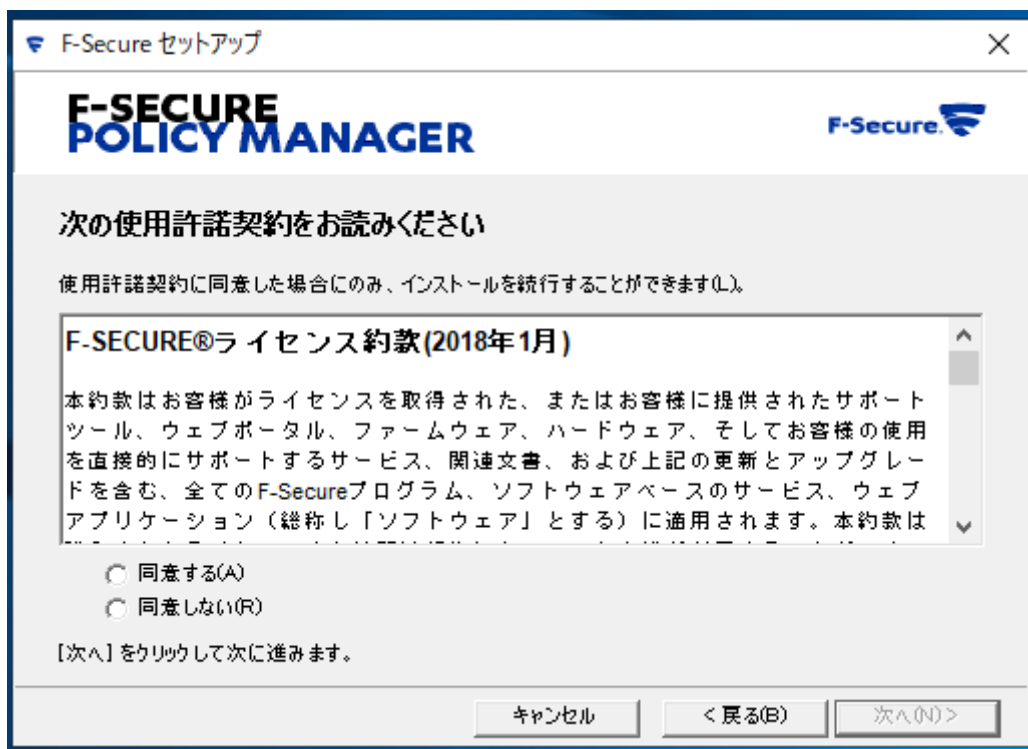 F-Secure セットアップ
F-SECURE
POLICY MANAGER
F-Secure.
次の使用許諾契約をお読みください
使用許諾契約に同意した場合にのみ、インストールを続行することができます(L)。
F-SECURE®ライセンス約款(2018年1月)
本約款はお客様がライセンスを取得された、またはお客様に提供されたサポート
ツール、ウェブポータル、ファームウェア、ハードウェア、そしてお客様の使用
を直接的にサポートするサービス、関連文書、および上記の更新とアップグレー
ドを含む、全てのF-Secureプログラム、ソフトウェアベースのサービス、ウェブ
アプリケーション（総称し「ソフトウェア」とする）に適用されます。本約款は
同意する(A)
同意しない(R)
[次へ] をクリックして次に進みます。
キャンセル
< 戻る(B)
次へ(N) >